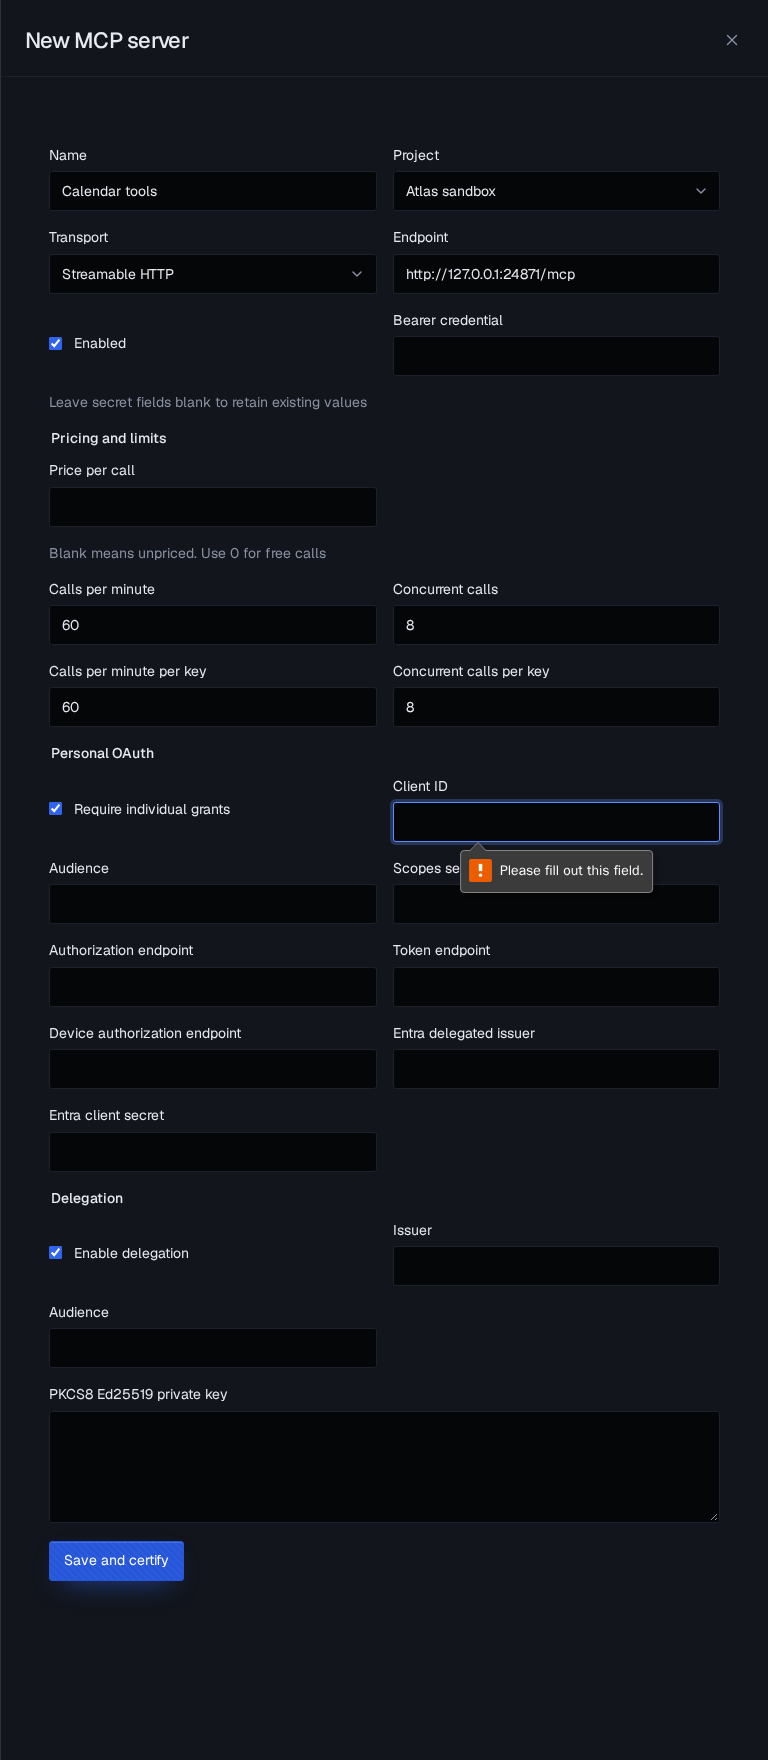 New MCP server
Name
Project
Calendar tools
Atlas sandbox
Transport
Endpoint
Streamable HTTP
http://127.0.0.1:24871/mcp
Enabled
Bearer credential
Leave secret fields blank to retain existing values
Pricing and limits
Price per call
Blank means unpriced. Use 0 for free calls
Calls per minute
Concurrent calls
60
8
Calls per minute per key
Concurrent calls per key
60
8
Personal OAuth
Require individual grants
Client ID
Please fill out this field.
Audience
Scopes
Authorization endpoint
Token endpoint
Device authorization endpoint
Entra delegated issuer
Entra client secret
Delegation
Enable delegation
Issuer
Audience
PKCS8 Ed25519 private key
Save and certify